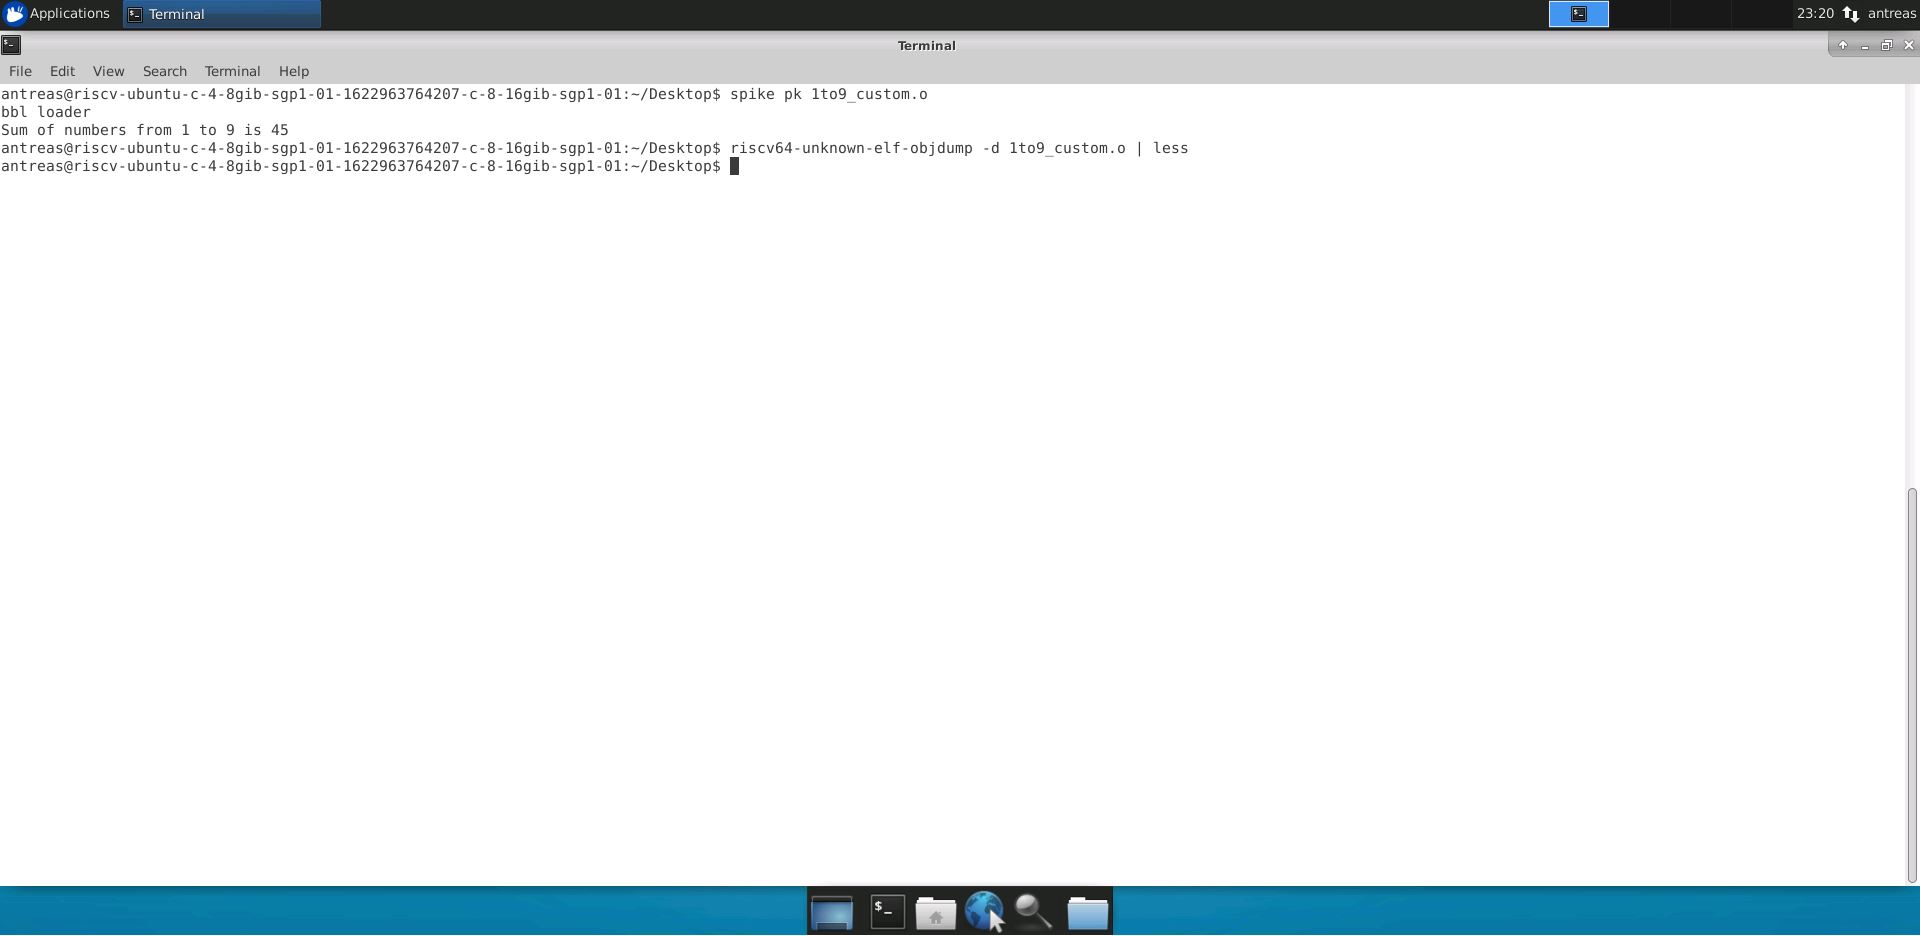 Applications Terminal 23:20 antreas
Terminal
File Edit View Search Terminal Help
antreas@riscv-ubuntu-c-4-8gib-sgp1-01-1622963764207-c-8-16gib-sgp1-01:~/Desktop$ spike pk 1to9_custom.o
bbl loader
Sum of numbers from 1 to 9 is 45
antreas@riscv-ubuntu-c-4-8gib-sgp1-01-1622963764207-c-8-16gib-sgp1-01:~/Desktop$ riscv64-unknown-elf-objdump -d 1to9_custom.o | less
antreas@riscv-ubuntu-c-4-8gib-sgp1-01-1622963764207-c-8-16gib-sgp1-01:~/Desktop$